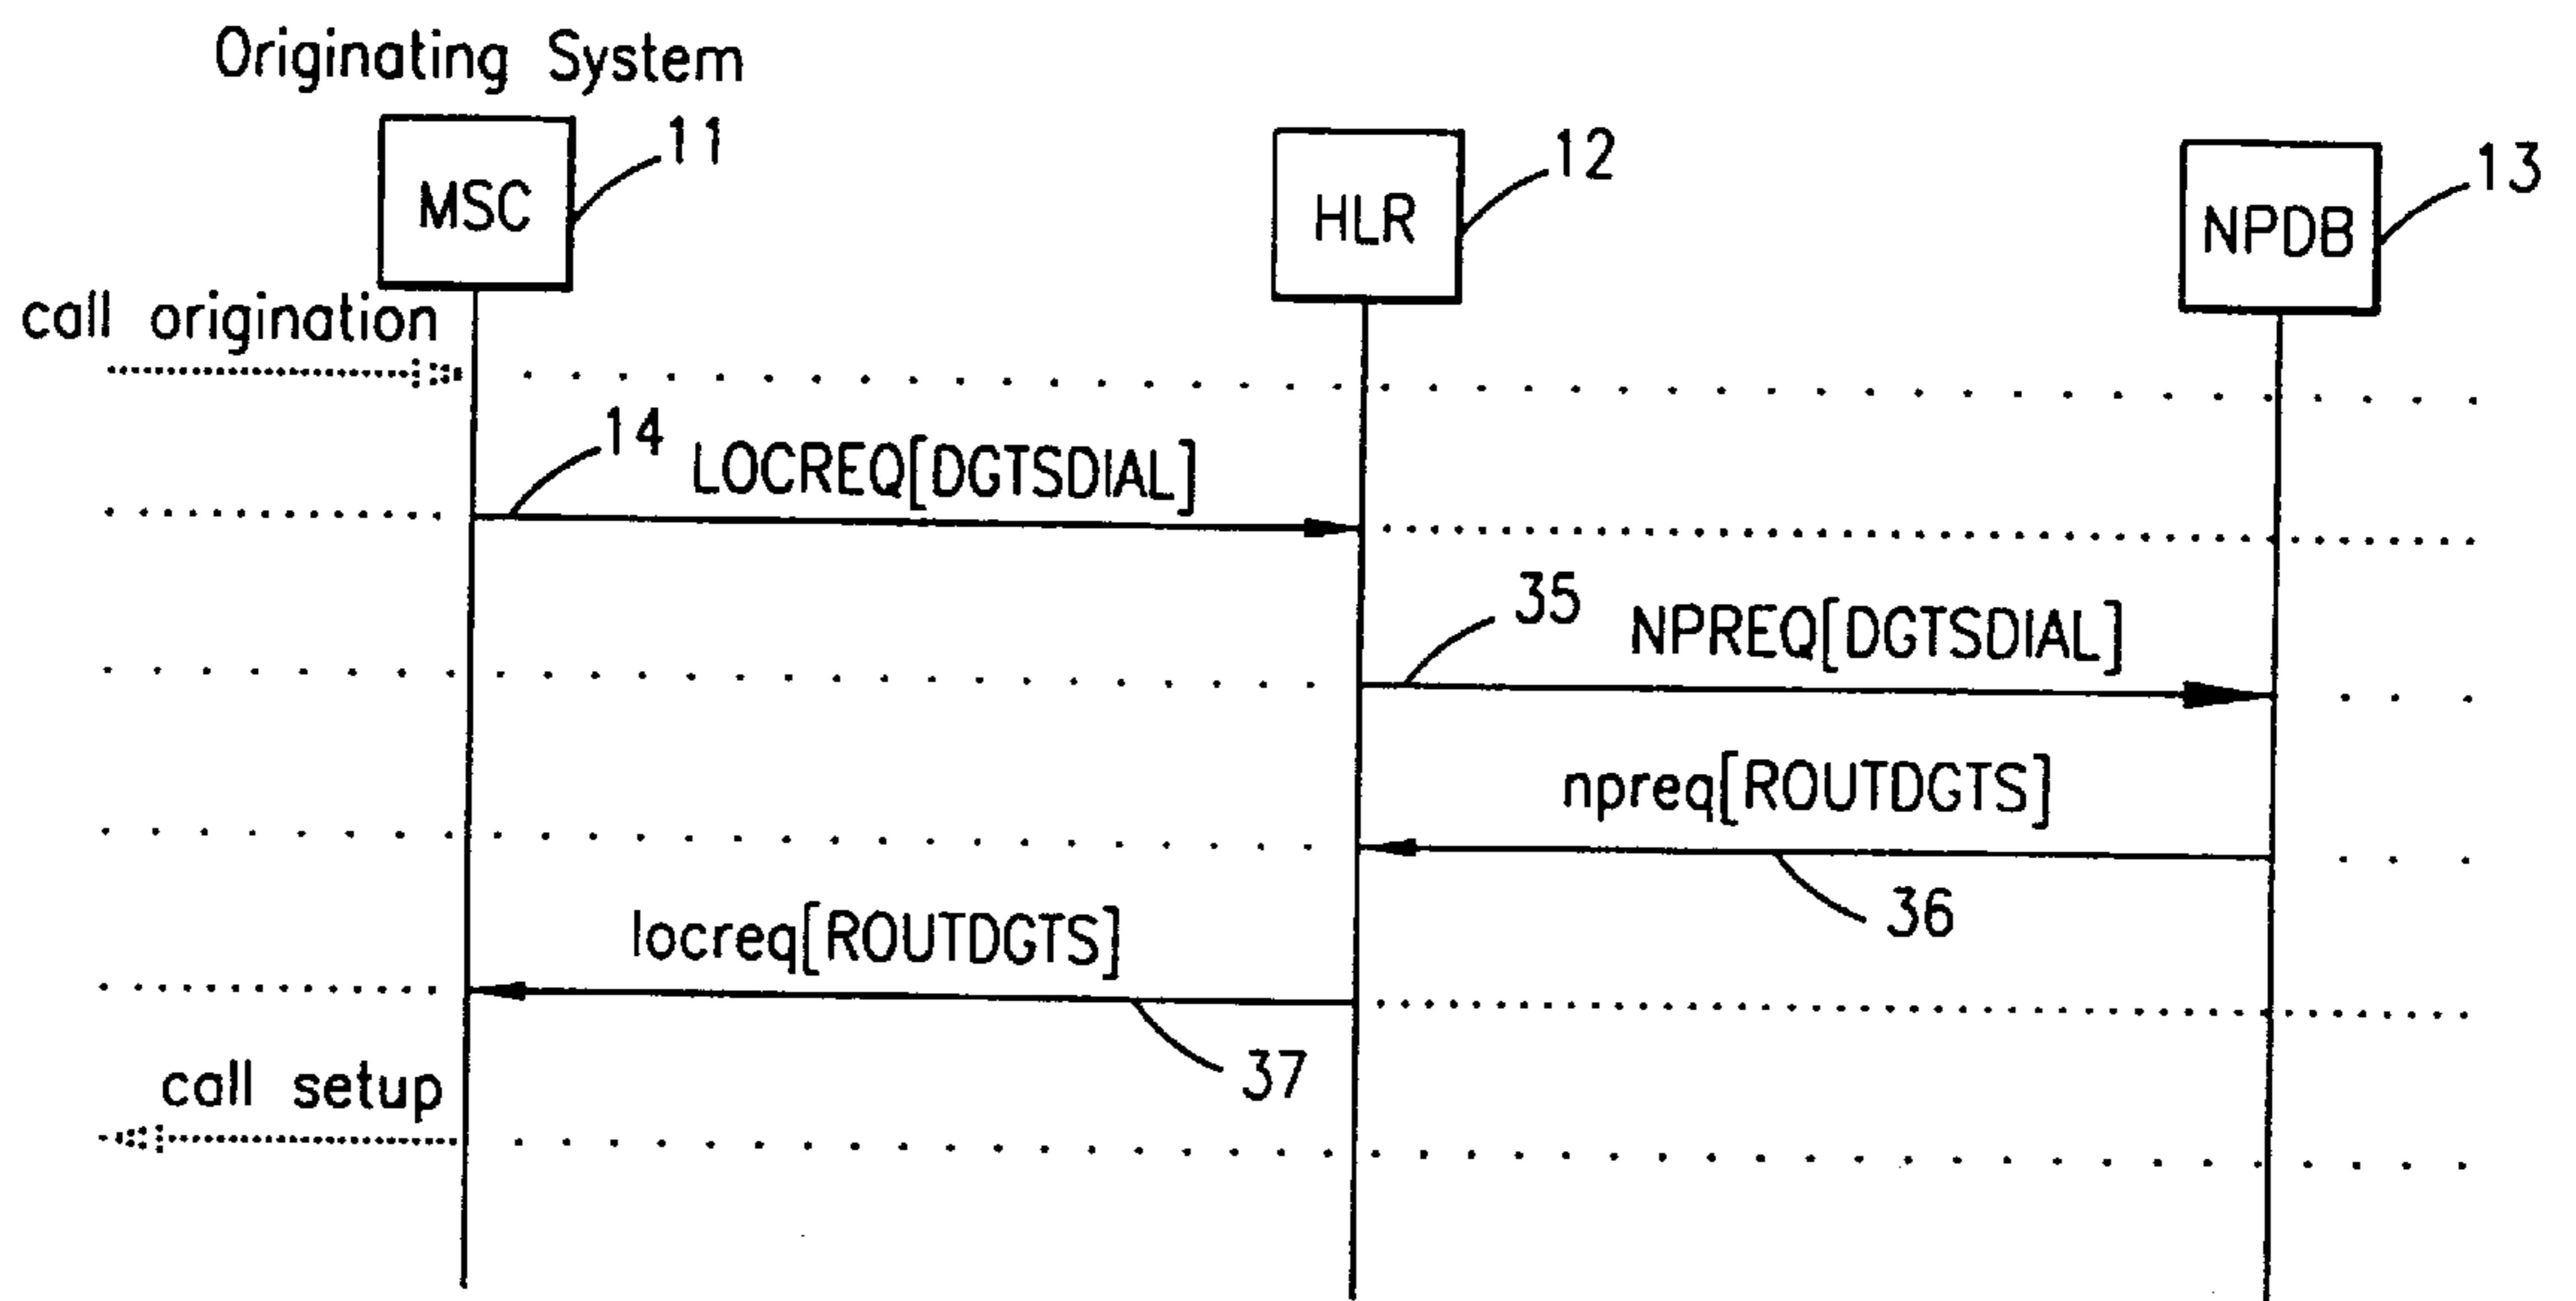 Originating System
MSC
11
HLR
12
NPDB
13
call origination
14
LOCREQ[DGTSDIAL]
35
NPREQ[DGTSDIAL]
npreq[ROUTDGTS]
36
locreq[ROUTDGTS]
37
call setup